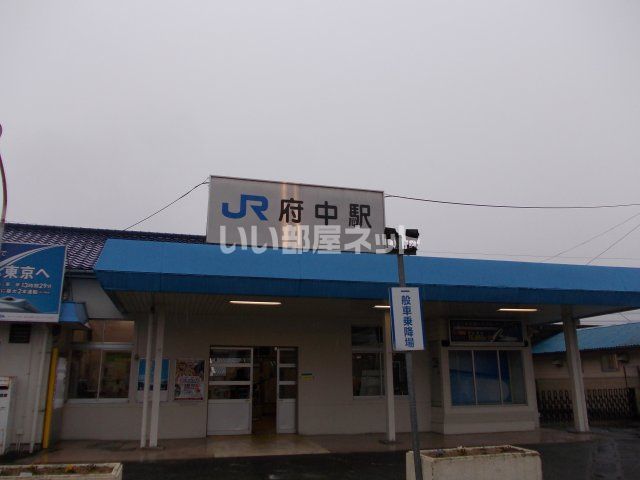 JR 府中駅
いい部屋ネット
東京へ
一般車乗降場